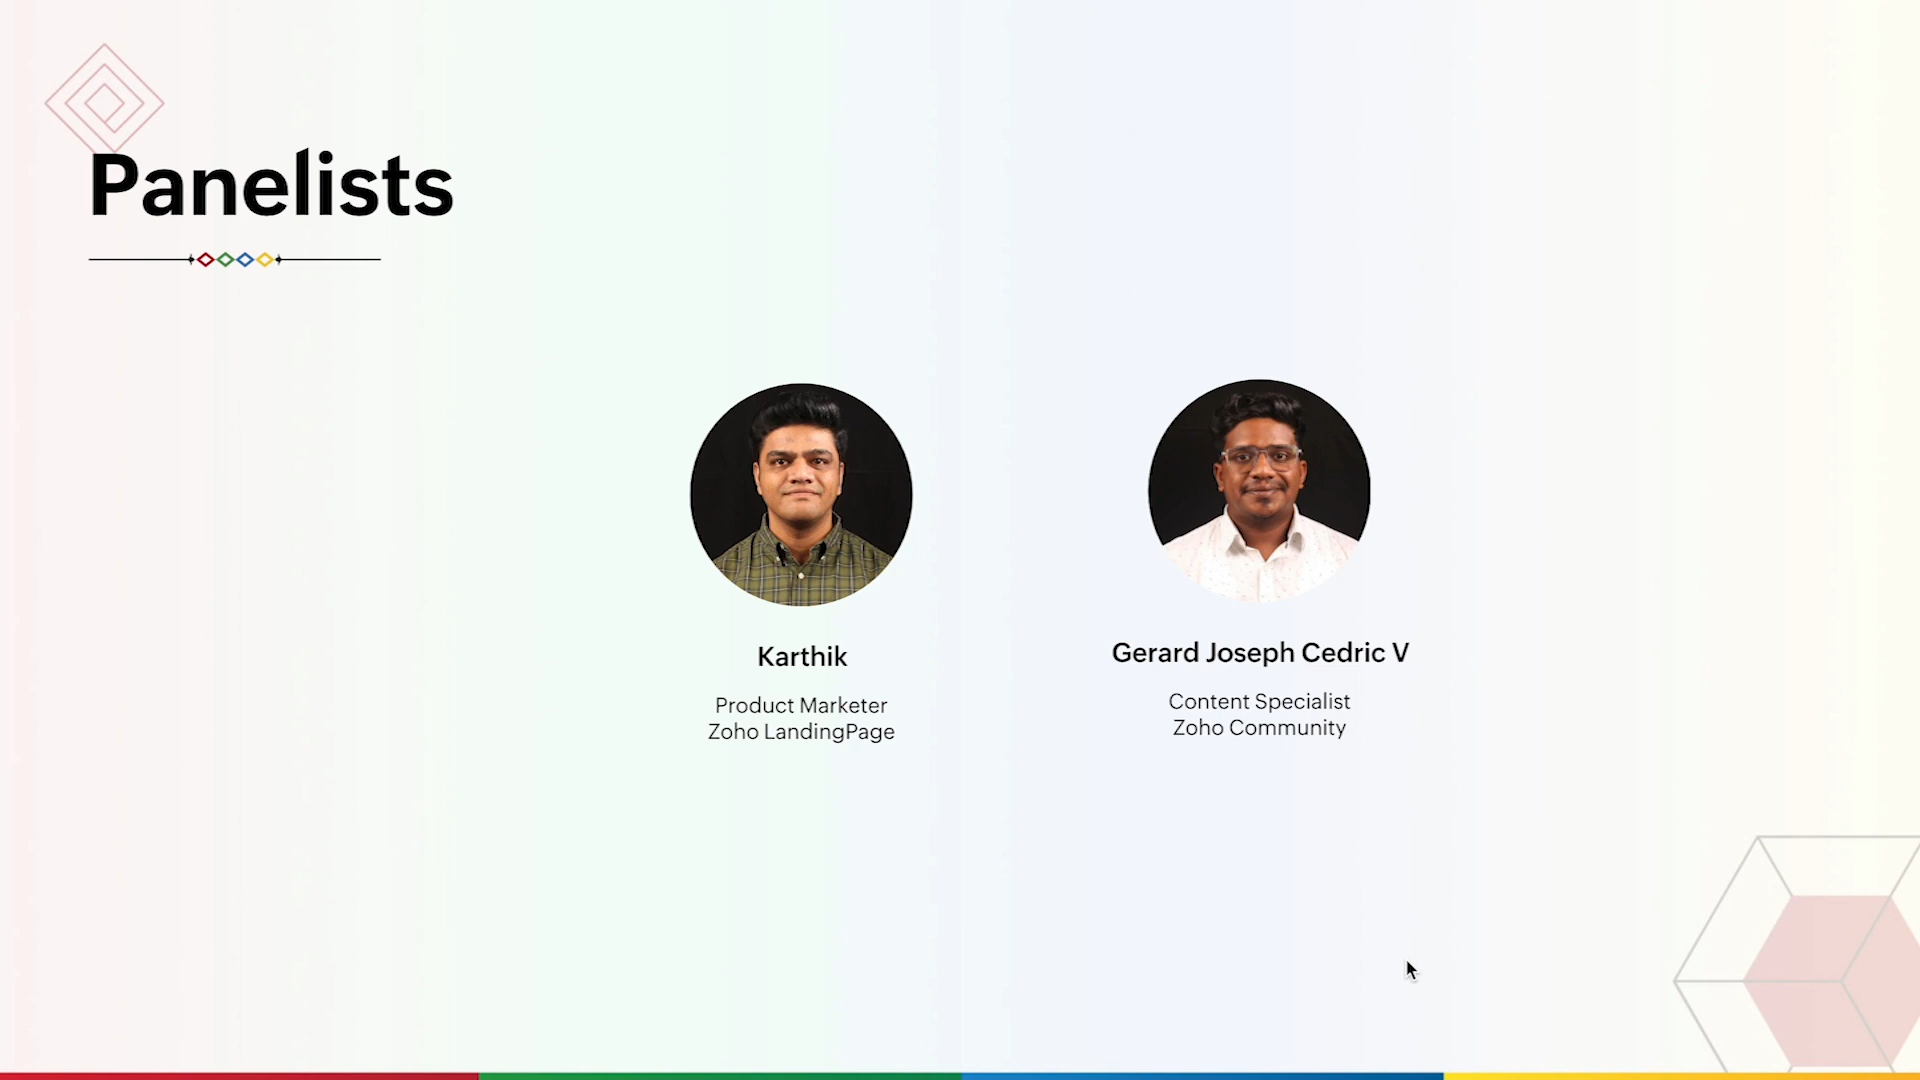 Panelists
Karthik
Product Marketer
Zoho LandingPage
Gerard Joseph Cedric V
Content Specialist
Zoho Community